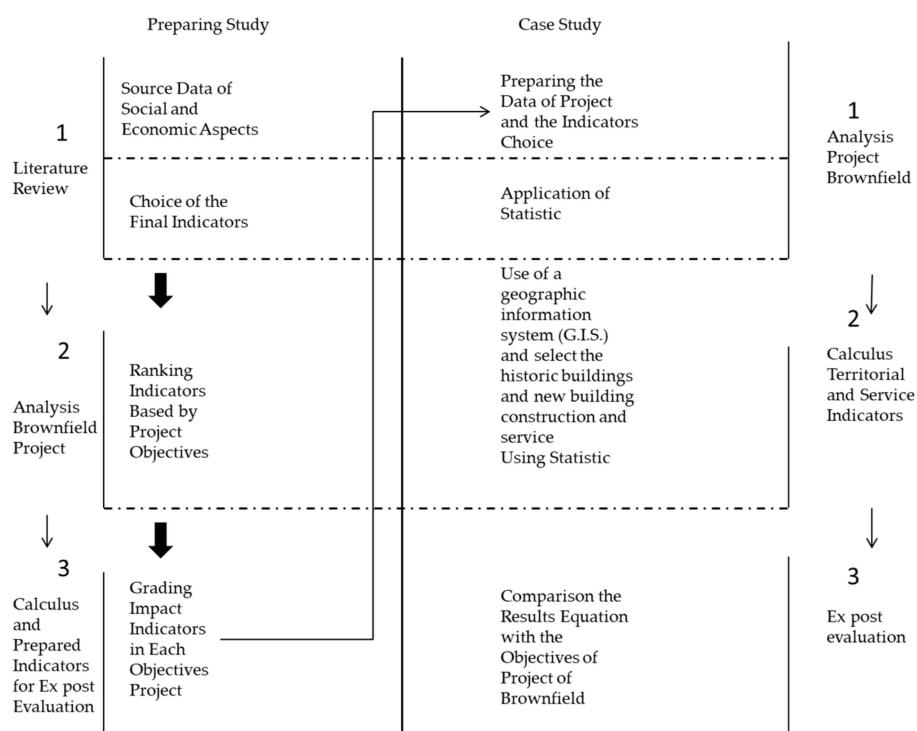 Preparing Study
Case Study
1
Literature
Review
Source Data of
Social and
Economic Aspects
Choice of the
Final Indicators
2
Analysis
Brownfield
Project
Ranking
Indicators
Based by
Project
Objectives
3
Calculus
and
Prepared
Indicators
for Ex post
Evaluation
Grading
Impact
Indicators
in Each
Objectives
Project
Preparing the
Data of Project
and the Indicators
Choice
Application of
Statistic
1
Analysis
Project
Brownfield
Use of a
geographic
information
system (G.I.S.)
and select the
historic buildings
and new building
construction and
service
Using Statistic
2
Calculus
Territorial
and Service
Indicators
Comparison the
Results Equation
with the
Objectives of
Project of
Brownfield
3
Ex post
evaluation